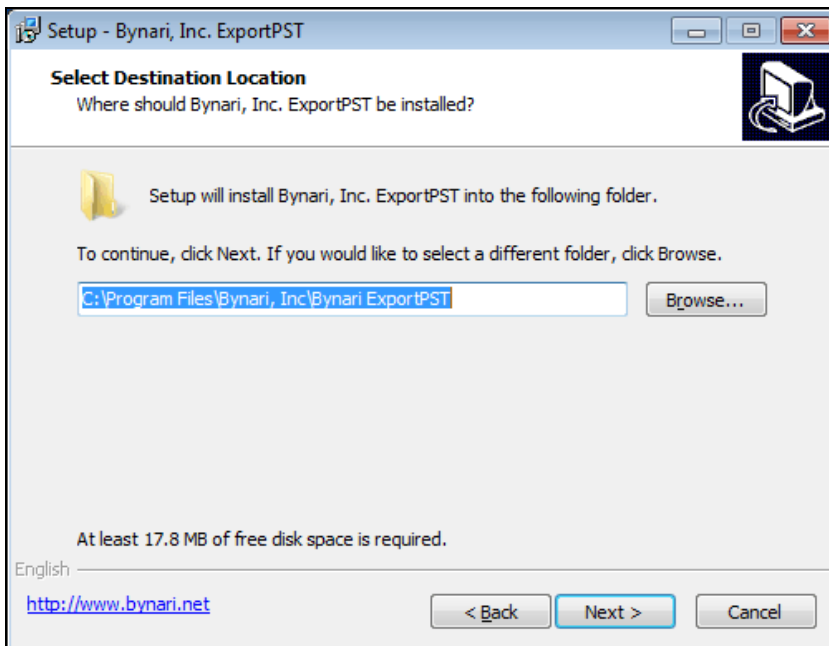 Setup - Bynari, Inc. ExportPST
Select Destination Location
Where should Bynari, Inc. ExportPST be installed?
Setup will install Bynari, Inc. ExportPST into the following folder.
To continue, click Next. If you would like to select a different folder, click Browse.
C:\Program Files\Bynari, Inc\Bynari ExportPST
Browse...
At least 17.8 MB of free disk space is required.
English
http://www.bynari.net
< Back
Next >
Cancel